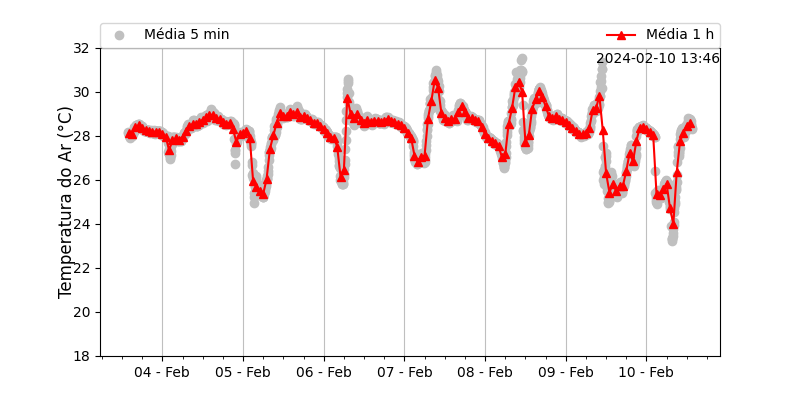 Média 5 min
Média 1 h
2024-02-10 13:46
Temperatura do Ar (°C)
32
30
28
26
24
22
20
18
04 - Feb
05 - Feb
06 - Feb
07 - Feb
08 - Feb
09 - Feb
10 - Feb